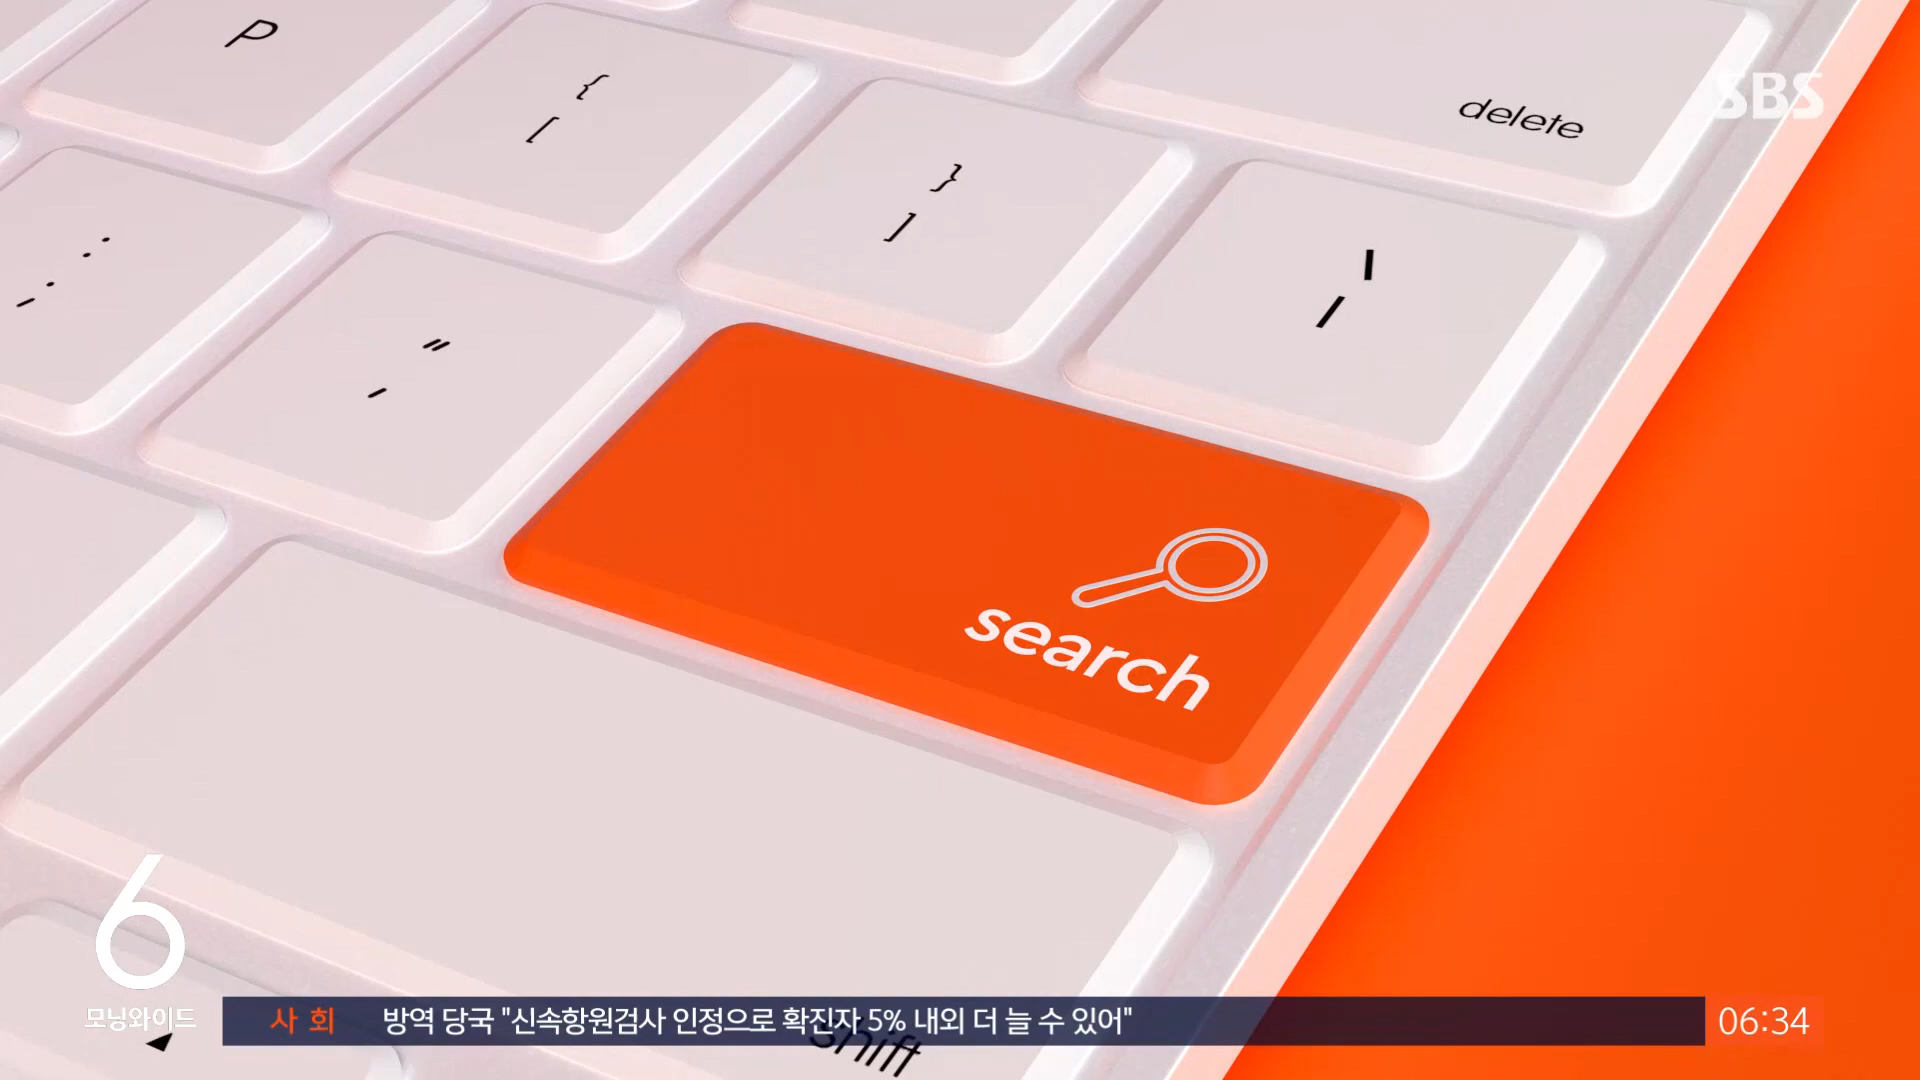 P
{
[
}
]
delete
SBS
:
;
"
'
\
search
6
모닝와이드
사 회
방역 당국 "신속항원검사 인정으로 확진자 5% 내외 더 늘 수 있어"
06:34
shift